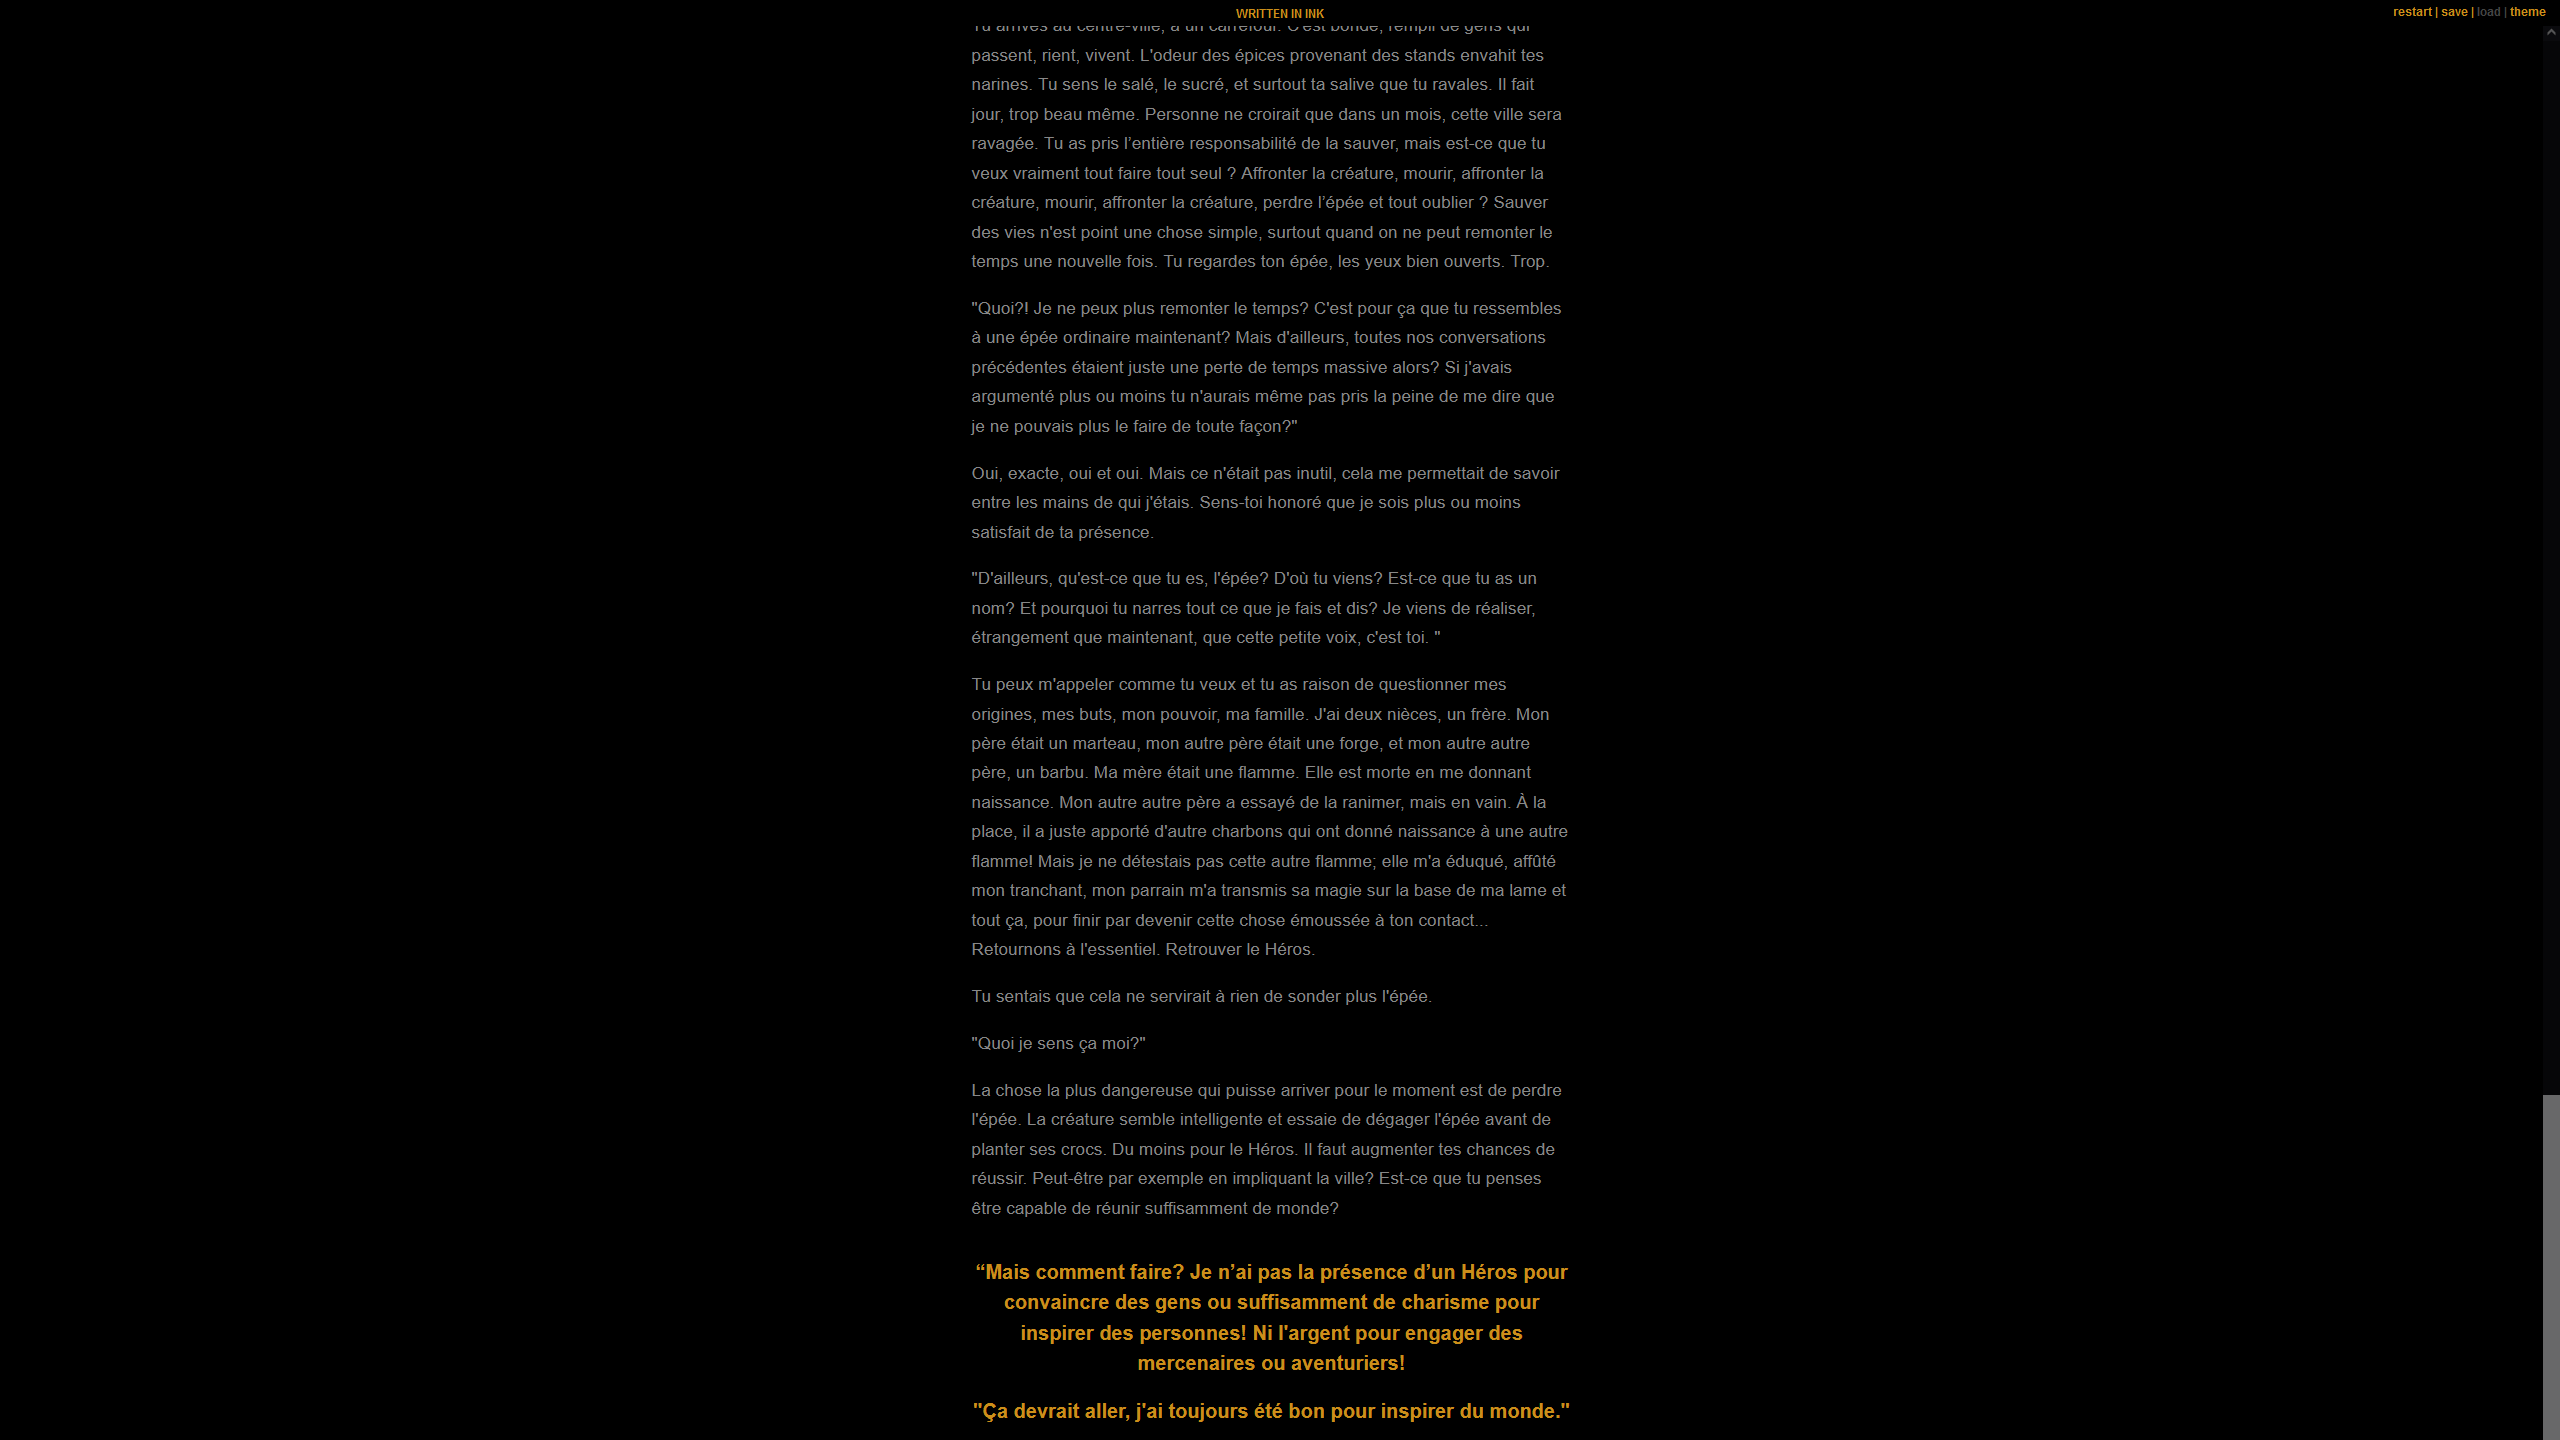 WRITTEN IN INK
restart | save | load | theme
Tu arrives au centre-ville, à un carrefour. C'est bondé, rempli de gens qui
passent, rient, vivent. L'odeur des épices provenant des stands envahit tes
narines. Tu sens le salé, le sucré, et surtout ta salive que tu ravales. Il fait
jour, trop beau même. Personne ne croirait que dans un mois, cette ville sera
ravagée. Tu as pris l’entière responsabilité de la sauver, mais est-ce que tu
veux vraiment tout faire tout seul ? Affronter la créature, mourir, affronter la
créature, mourir, affronter la créature, perdre l’épée et tout oublier ? Sauver
des vies n'est point une chose simple, surtout quand on ne peut remonter le
temps une nouvelle fois. Tu regardes ton épée, les yeux bien ouverts. Trop.
"Quoi?! Je ne peux plus remonter le temps? C'est pour ça que tu ressembles
à une épée ordinaire maintenant? Mais d'ailleurs, toutes nos conversations
précédentes étaient juste une perte de temps massive alors? Si j'avais
argumenté plus ou moins tu n'aurais même pas pris la peine de me dire que
je ne pouvais plus le faire de toute façon?"
Oui, exacte, oui et oui. Mais ce n'était pas inutil, cela me permettait de savoir
entre les mains de qui j'étais. Sens-toi honoré que je sois plus ou moins
satisfait de ta présence.
"D'ailleurs, qu'est-ce que tu es, l'épée? D'où tu viens? Est-ce que tu as un
nom? Et pourquoi tu narres tout ce que je fais et dis? Je viens de réaliser,
étrangement que maintenant, que cette petite voix, c'est toi. "
Tu peux m'appeler comme tu veux et tu as raison de questionner mes
origines, mes buts, mon pouvoir, ma famille. J'ai deux nièces, un frère. Mon
père était un marteau, mon autre père était une forge, et mon autre autre
père, un barbu. Ma mère était une flamme. Elle est morte en me donnant
naissance. Mon autre autre père a essayé de la ranimer, mais en vain. À la
place, il a juste apporté d'autre charbons qui ont donné naissance à une autre
flamme! Mais je ne détestais pas cette autre flamme; elle m'a éduqué, affûté
mon tranchant, mon parrain m'a transmis sa magie sur la base de ma lame et
tout ça, pour finir par devenir cette chose émoussée à ton contact...
Retournons à l'essentiel. Retrouver le Héros.
Tu sentais que cela ne servirait à rien de sonder plus l'épée.
"Quoi je sens ça moi?"
La chose la plus dangereuse qui puisse arriver pour le moment est de perdre
l'épée. La créature semble intelligente et essaie de dégager l'épée avant de
planter ses crocs. Du moins pour le Héros. Il faut augmenter tes chances de
réussir. Peut-être par exemple en impliquant la ville? Est-ce que tu penses
être capable de réunir suffisamment de monde?
“Mais comment faire? Je n’ai pas la présence d’un Héros pour
convaincre des gens ou suffisamment de charisme pour
inspirer des personnes! Ni l'argent pour engager des
mercenaires ou aventuriers!
"Ça devrait aller, j'ai toujours été bon pour inspirer du monde."